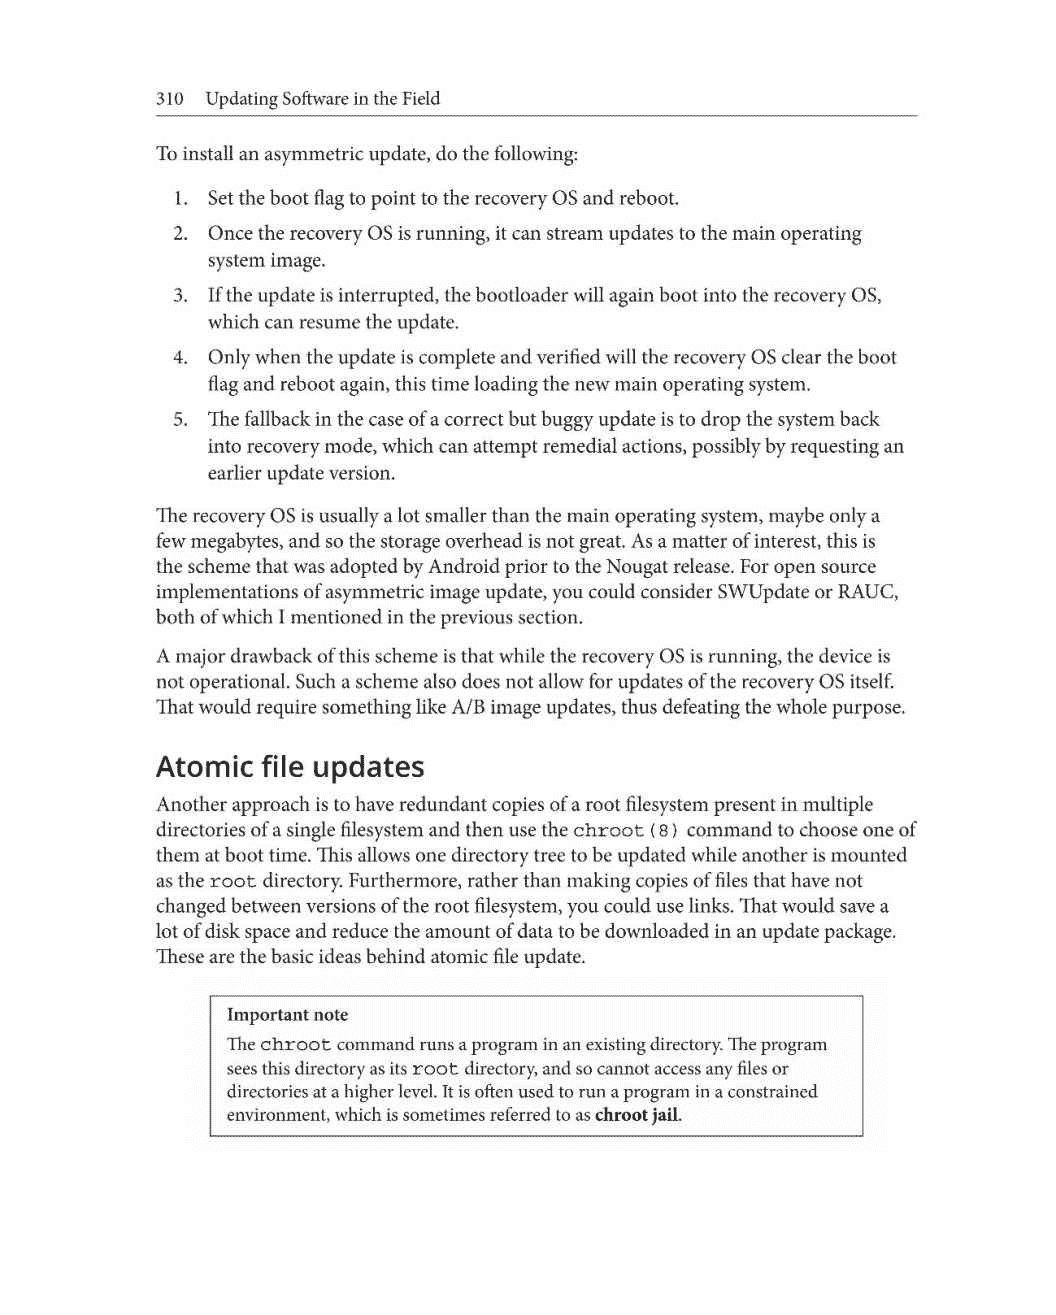 310 Updating Software in the Field
To install an asymmetric update, do the following:
1. Set the boot flag to point to the recovery OS and reboot.
2. Once the recovery OS is running, it can stream updates to the main operating
system image.
3. If the update is interrupted, the bootloader will again boot into the recovery OS,
which can resume the update.
4. Only when the update is complete and verified will the recovery OS clear the boot
flag and reboot again, this time loading the new main operating system.
5. The fallback in the case of a correct but buggy update is to drop the system back
into recovery mode, which can attempt remedial actions, possibly by requesting an
earlier update version.
The recovery OS is usually a lot smaller than the main operating system, maybe only a
few megabytes, and so the storage overhead is not great. As a matter of interest, this is
the scheme that was adopted by Android prior to the Nougat release. For open source
implementations of asymmetric image update, you could consider SWUpdate or RAUC,
both of which I mentioned in the previous section.
A major drawback of this scheme is that while the recovery OS is running, the device is
not operational. Such a scheme also does not allow for updates of the recovery OS itself.
That would require something like A/B image updates, thus defeating the whole purpose.
Atomic file updates
Another approach is to have redundant copies of a root filesystem present in multiple
directories of a single filesystem and then use the chroot(8) command to choose one of
them at boot time. This allows one directory tree to be updated while another is mounted
as the root directory. Furthermore, rather than making copies of files that have not
changed between versions of the root filesystem, you could use links. That would save a
lot of disk space and reduce the amount of data to be downloaded in an update package.
These are the basic ideas behind atomic file update.
Important note
The chroot command runs a program in an existing directory. The program
sees this directory as its root directory, and so cannot access any files or
directories at a higher level. It is often used to run a program in a constrained
environment, which is sometimes referred to as chroot jail.